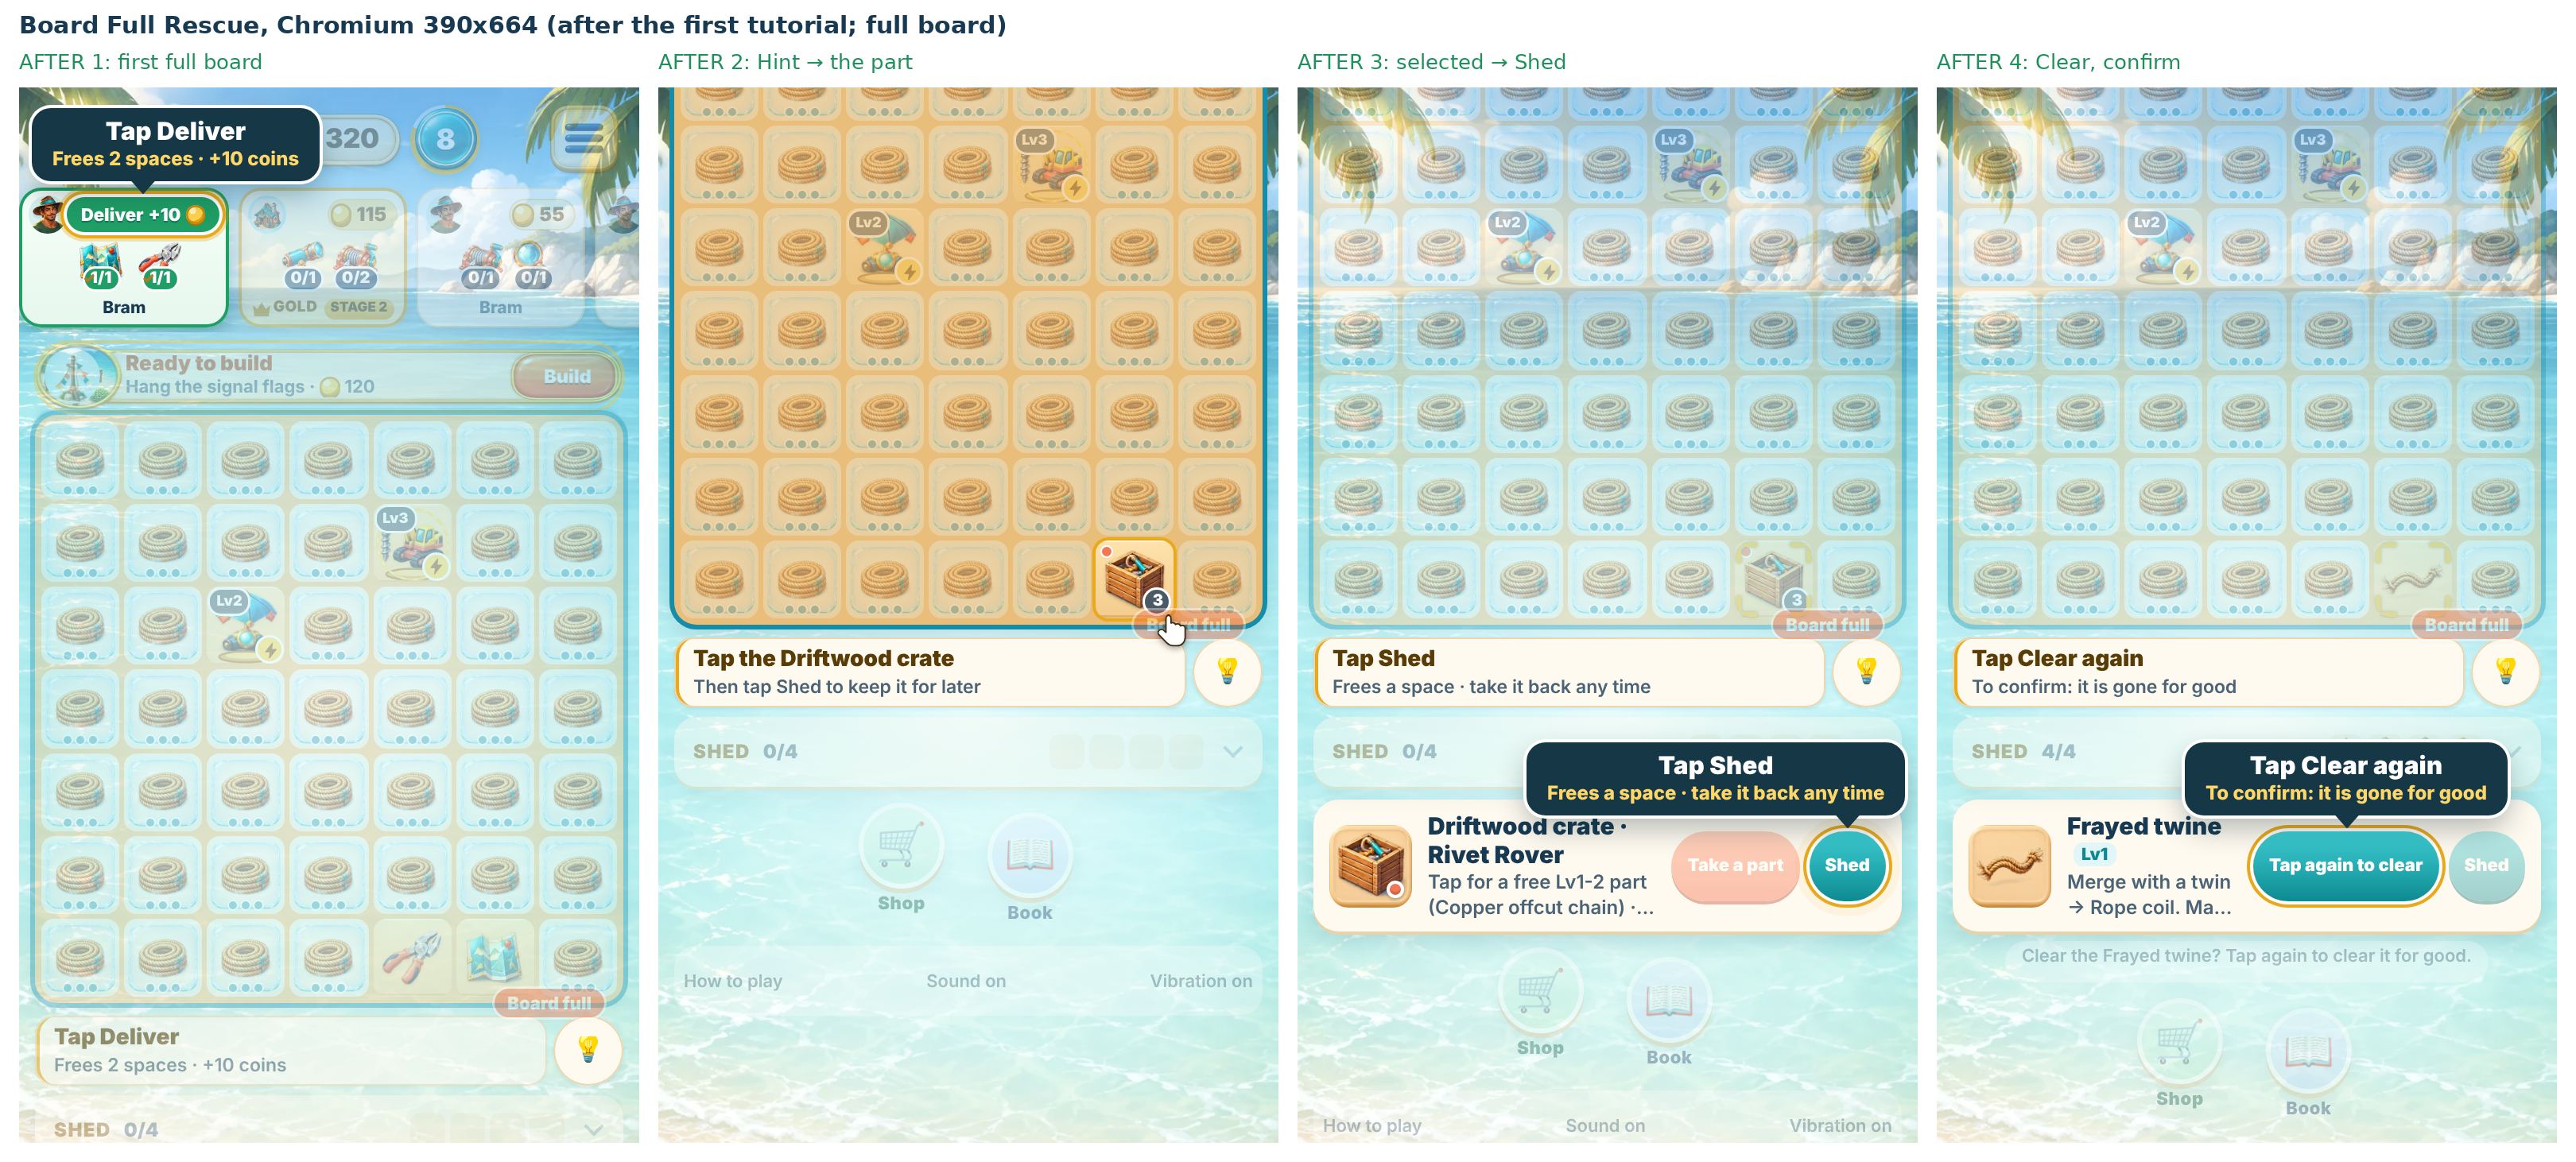 Board Full Rescue, Chromium 390x664 (after the first tutorial; full board)
AFTER 1: first full board
Tap Deliver
Frees 2 spaces · +10 coins
320
8
Deliver +10
115
55
1/1
1/1
0/1
0/2
0/1
0/1
Bram
GOLD
STAGE 2
Bram
Ready to build
Hang the signal flags · 120
Build
Lv3
Lv2
Board full
Tap Deliver
Frees 2 spaces · +10 coins
SHED 0/4
AFTER 2: Hint → the part
Lv3
Lv2
3
Board full
Tap the Driftwood crate
Then tap Shed to keep it for later
SHED 0/4
Shop
Book
How to play
Sound on
Vibration on
AFTER 3: selected → Shed
Lv3
Lv2
3
Board full
Tap Shed
Frees a space · take it back any time
SHED 0/4
Tap Shed
Frees a space · take it back any time
Driftwood crate ·
Rivet Rover
Tap for a free Lv1-2 part
(Copper offcut chain) ·...
Take a part
Shed
Shop
Book
How to play
Sound on
Vibration on
AFTER 4: Clear, confirm
Lv3
Lv2
Board full
Tap Clear again
To confirm: it is gone for good
SHED 4/4
Tap Clear again
To confirm: it is gone for good
Frayed twine
Lv1
Merge with a twin
→ Rope coil. Ma...
Tap again to clear
Shed
Clear the Frayed twine? Tap again to clear it for good.
Shop
Book